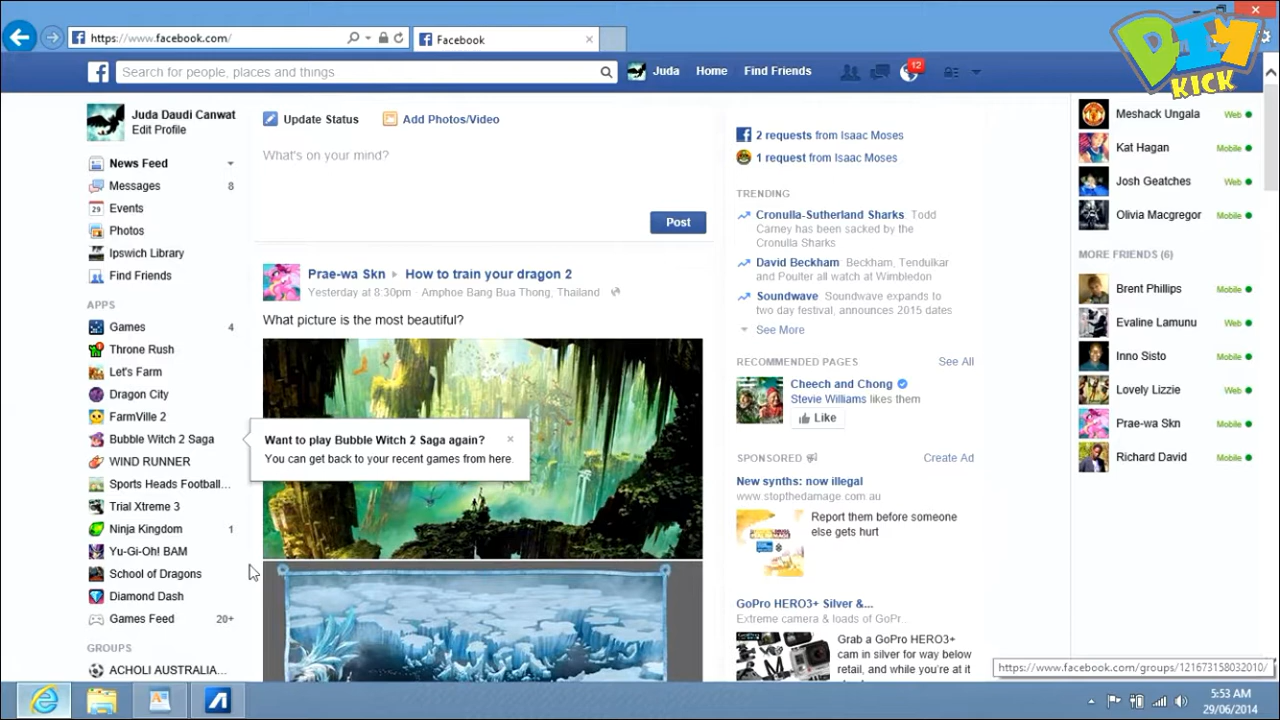 DIY
KICK
https://www.facebook.com/
Facebook
Search for people, places and things
Juda
Home
Find Friends
12
Juda Daudi Canwat
Edit Profile
News Feed
Messages 8
Events
Photos
Ipswich Library
Find Friends
APPS
Games 4
Throne Rush
Let's Farm
Dragon City
FarmVille 2
Bubble Witch 2 Saga
WIND RUNNER
Sports Heads Football...
Trial Xtreme 3
Ninja Kingdom 1
Yu-Gi-Oh! BAM
School of Dragons
Diamond Dash
Games Feed 20+
GROUPS
ACHOLI AUSTRALIA...
Update Status
Add Photos/Video
What's on your mind?
Post
Prae-wa Skn How to train your dragon 2
Yesterday at 8:30pm · Amphoe Bang Bua Thong, Thailand
What picture is the most beautiful?
Want to play Bubble Witch 2 Saga again?
You can get back to your recent games from here.
2 requests from Isaac Moses
1 request from Isaac Moses
TRENDING
Cronulla-Sutherland Sharks Todd
Carney has been sacked by the
Cronulla Sharks
David Beckham Beckham, Tendulkar
and Poulter all watch at Wimbledon
Soundwave Soundwave expands to
two day festival, announces 2015 dates
See More
RECOMMENDED PAGES See All
Cheech and Chong
Stevie Williams likes them
Like
SPONSORED Create Ad
New synths: now illegal
www.stopthedamage.com.au
Report them before someone
else gets hurt
GoPro HERO3+ Silver &...
Extreme camera & loads of GoPro
Grab a GoPro HERO3+
cam in silver for way below
retail, and while you're at it
Meshack Ungala Web
Kat Hagan Mobile
Josh Geatches Web
Olivia Macgregor Mobile
MORE FRIENDS (6)
Brent Phillips Mobile
Evaline Lamunu Web
Inno Sisto Mobile
Lovely Lizzie Web
Prae-wa Skn Mobile
Richard David Mobile
https://www.facebook.com/groups/121673158032010/
5:53 AM
29/06/2014